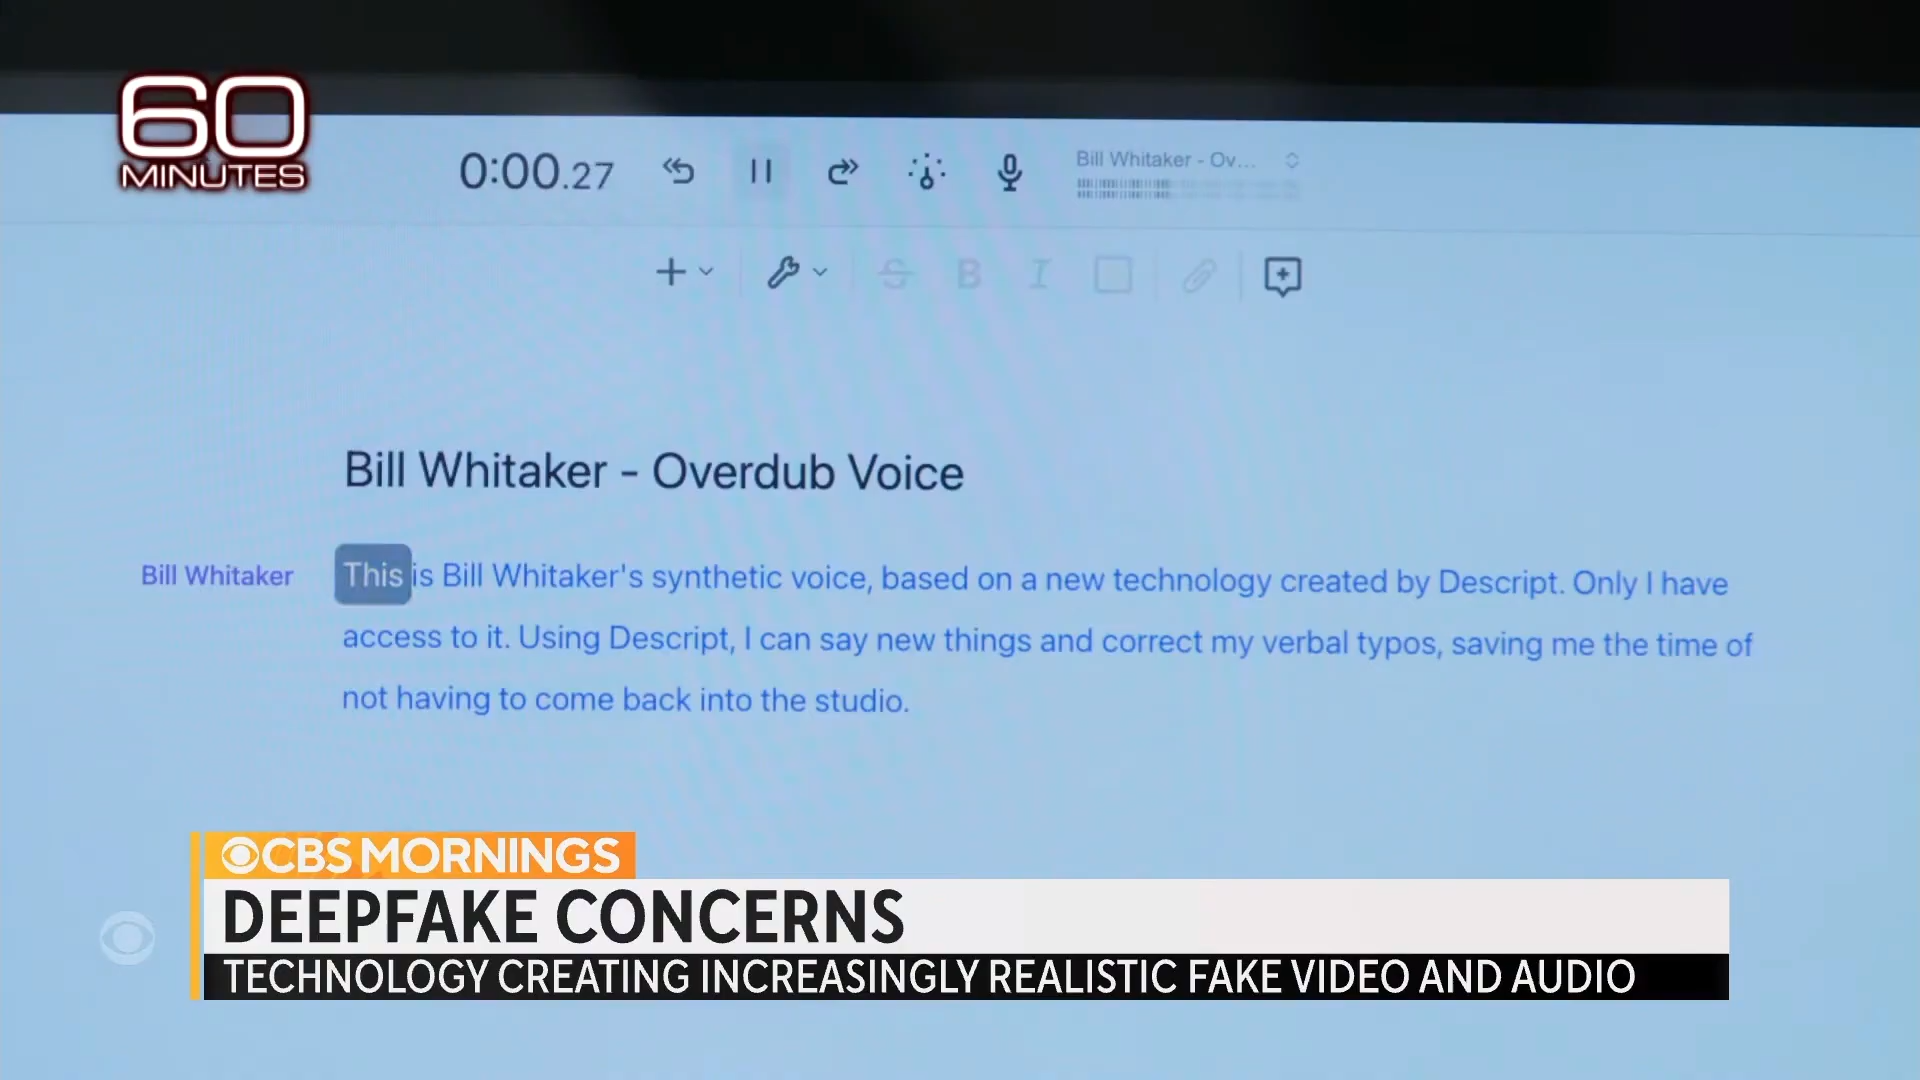 60
MINUTES
0:00.27
Bill Whitaker - Ov...
S B I
Bill Whitaker - Overdub Voice
Bill Whitaker
This is Bill Whitaker's synthetic voice, based on a new technology created by Descript. Only I have
access to it. Using Descript, I can say new things and correct my verbal typos, saving me the time of
not having to come back into the studio.
CBS MORNINGS
DEEPFAKE CONCERNS
TECHNOLOGY CREATING INCREASINGLY REALISTIC FAKE VIDEO AND AUDIO